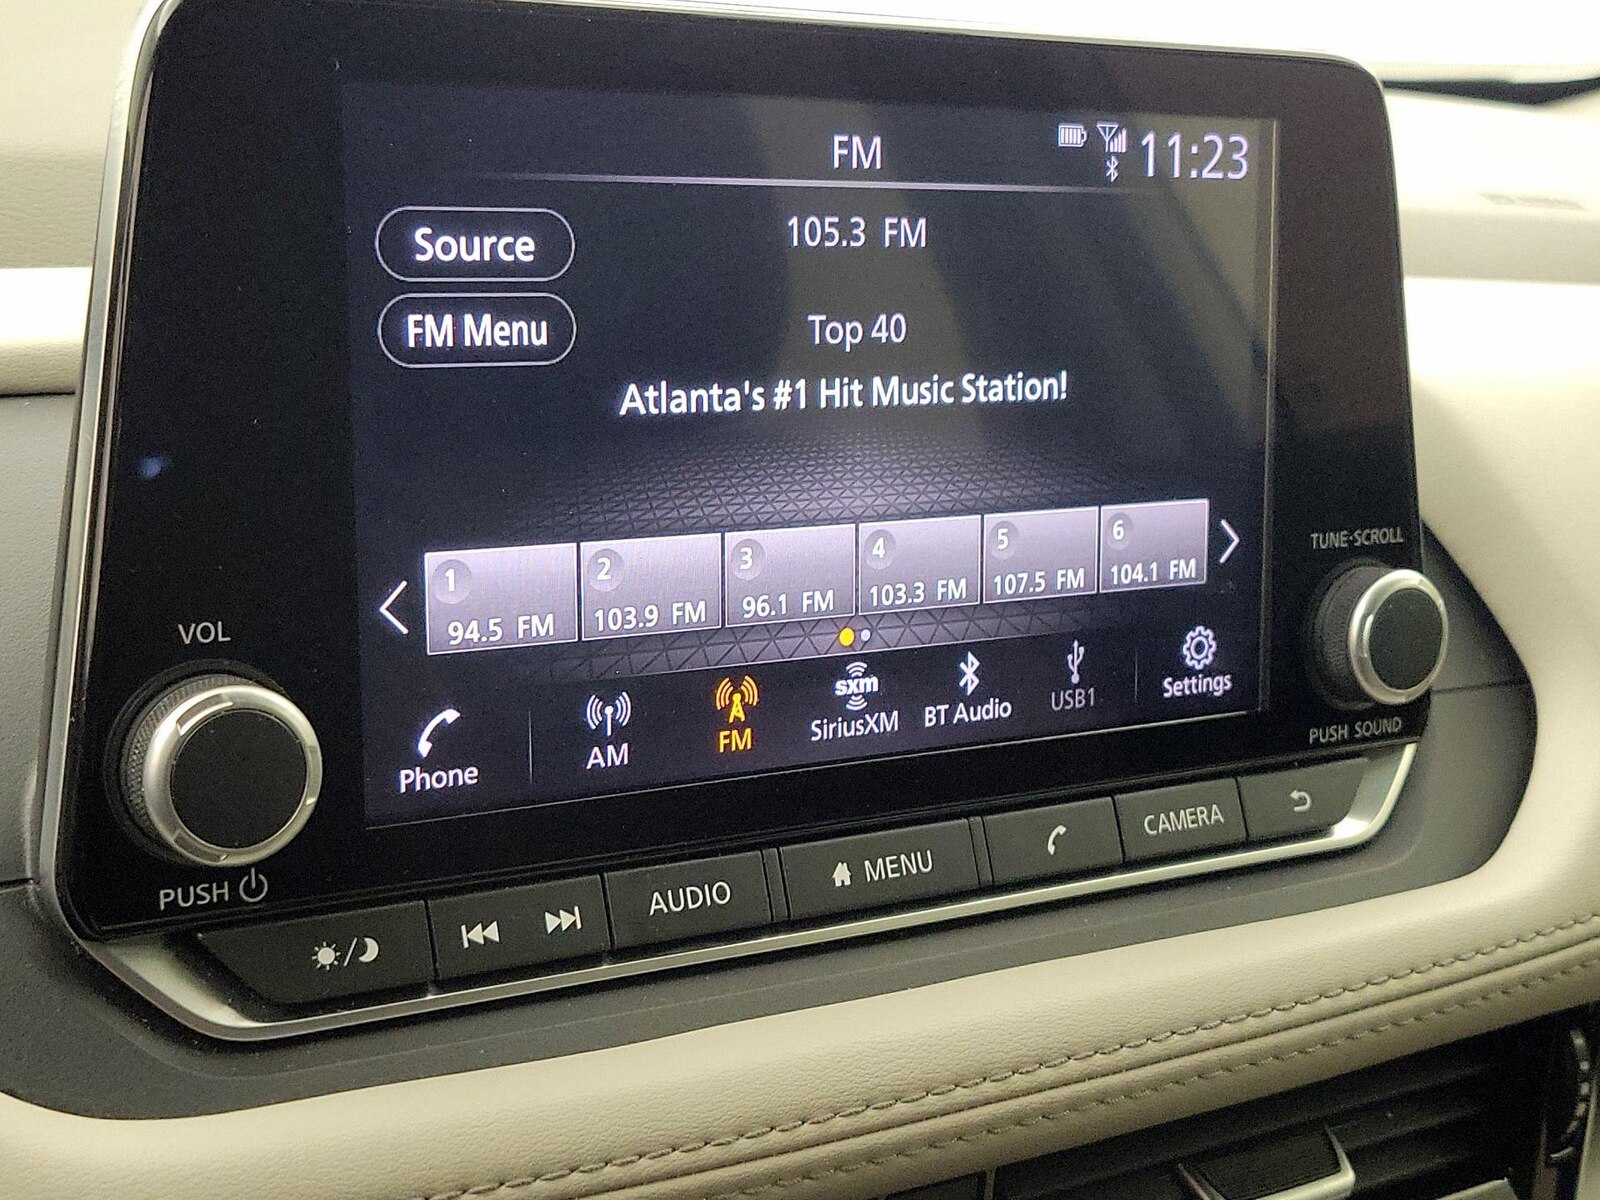 FM
11:23
Source
105.3 FM
FM Menu
Top 40
Atlanta's #1 Hit Music Station!
1
94.5 FM
2
103.9 FM
3
96.1 FM
4
103.3 FM
5
107.5 FM
6
104.1 FM
Phone
AM
FM
sxm
SiriusXM
BT Audio
USB1
Settings
VOL
PUSH
TUNE·SCROLL
PUSH SOUND
AUDIO
MENU
CAMERA